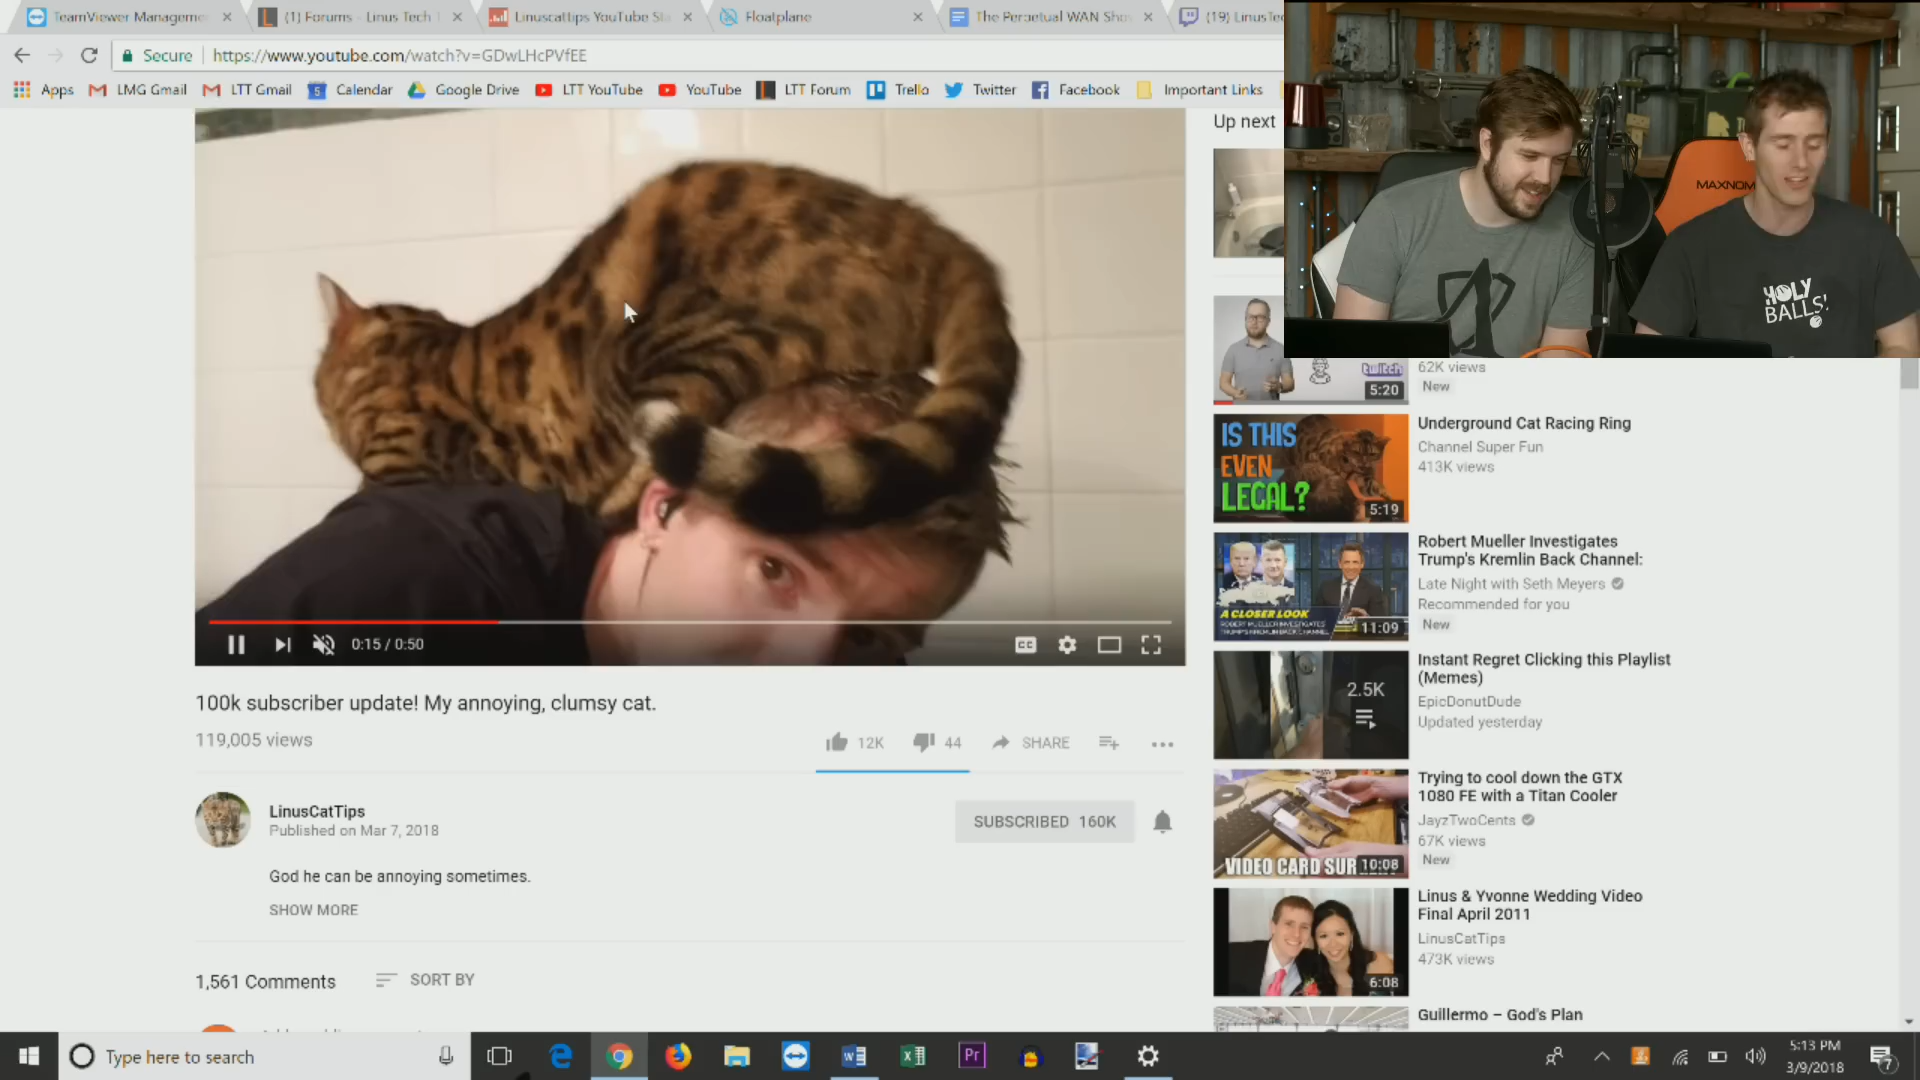 TeamViewer Manageme
(1) Forums - Linus Tech T
Linuscattips YouTube Sta
Floatplane
The Perpetual WAN Sho
(19) LinusTec
Secure
https://www.youtube.com/watch?v=GDwLHcPVfEE
Apps
LMG Gmail
LTT Gmail
Calendar
Google Drive
LTT YouTube
YouTube
LTT Forum
Trello
Twitter
Facebook
Important Links
Up next
MAXNOM
HOLY
BALLS!
0:15 / 0:50
CC
100k subscriber update! My annoying, clumsy cat.
119,005 views
12K
44
SHARE
LinusCatTips
Published on Mar 7, 2018
SUBSCRIBED 160K
God he can be annoying sometimes.
SHOW MORE
1,561 Comments
SORT BY
twitch
5:20
62K views
New
IS THIS
EVEN
LEGAL?
5:19
Underground Cat Racing Ring
Channel Super Fun
413K views
A CLOSER LOOK
ROBERT MUELLER INVESTIGATES
11:09
Robert Mueller Investigates
Trump's Kremlin Back Channel:
Late Night with Seth Meyers
Recommended for you
New
2.5K
Instant Regret Clicking this Playlist
(Memes)
EpicDonutDude
Updated yesterday
VIDEO CARD SUR
10:08
Trying to cool down the GTX
1080 FE with a Titan Cooler
JayzTwoCents
67K views
New
6:08
Linus & Yvonne Wedding Video
Final April 2011
LinusCatTips
473K views
Guillermo – God's Plan
Type here to search
Pr
5:13 PM
3/9/2018
7